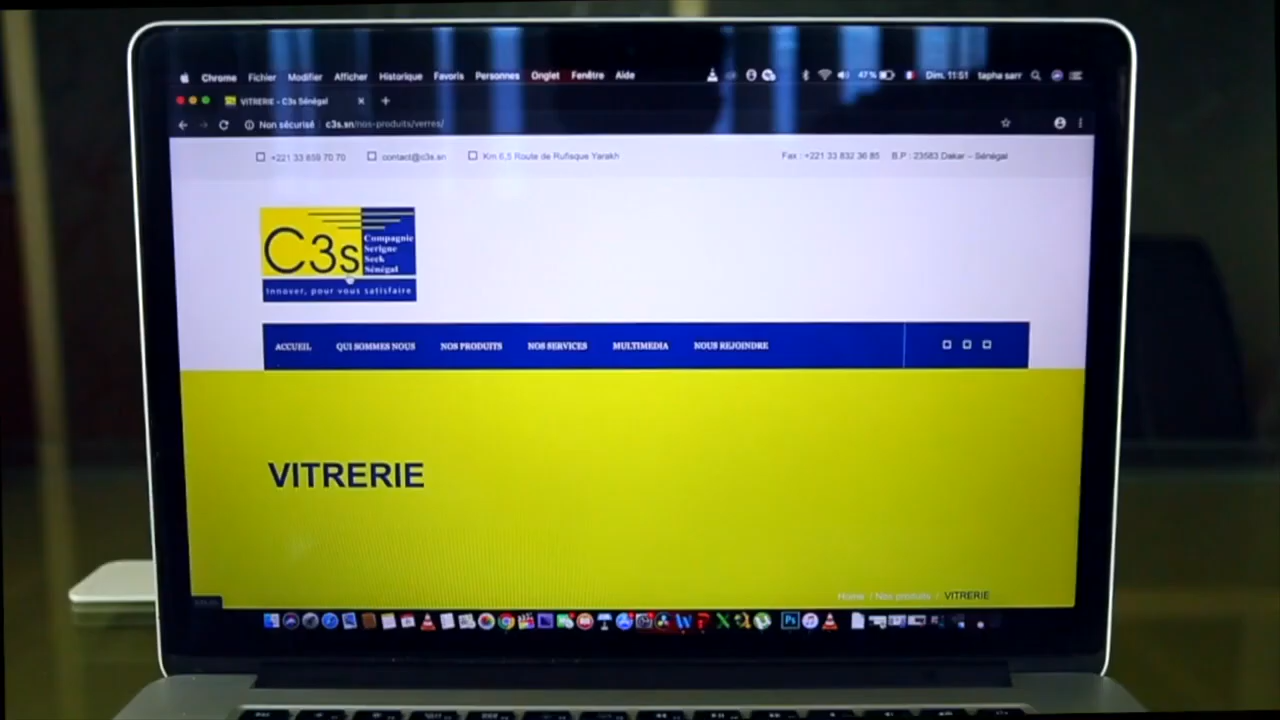 Chrome Fichier Modifier Afficher Historique Favoris Personnes Onglet Fenêtre Aide 47 % Dim. 11:51 tapha sarr
VITRERIE - C3s Sénégal
Non sécurisé c3s.sn/nos-produits/verres/
+221 33 859 70 70 contact@c3s.sn Km 6,5 Route de Rufisque Yarakh Fax : +221 33 832 36 85 B.P : 23583 Dakar – Sénégal
C3s
Compagnie
Serigne
Seck
Sénégal
Innover, pour vous satisfaire
ACCUEIL QUI SOMMES NOUS NOS PRODUITS NOS SERVICES MULTIMEDIA NOUS REJOINDRE
VITRERIE
Home / Nos produits / VITRERIE
Ps